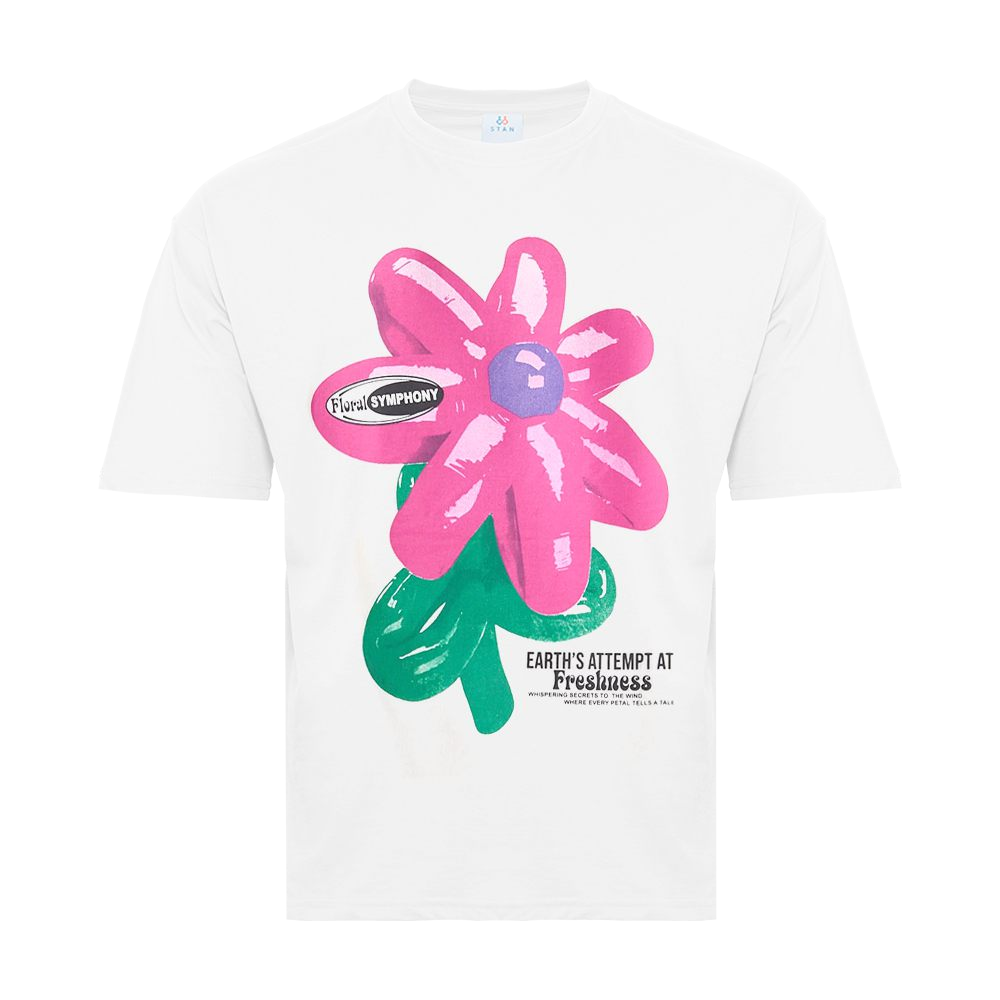 STAN
Floral SYMPHONY
EARTH'S ATTEMPT AT
Freshness
WHISPERING SECRETS TO THE WIND
WHERE EVERY PETAL TELLS A TALE